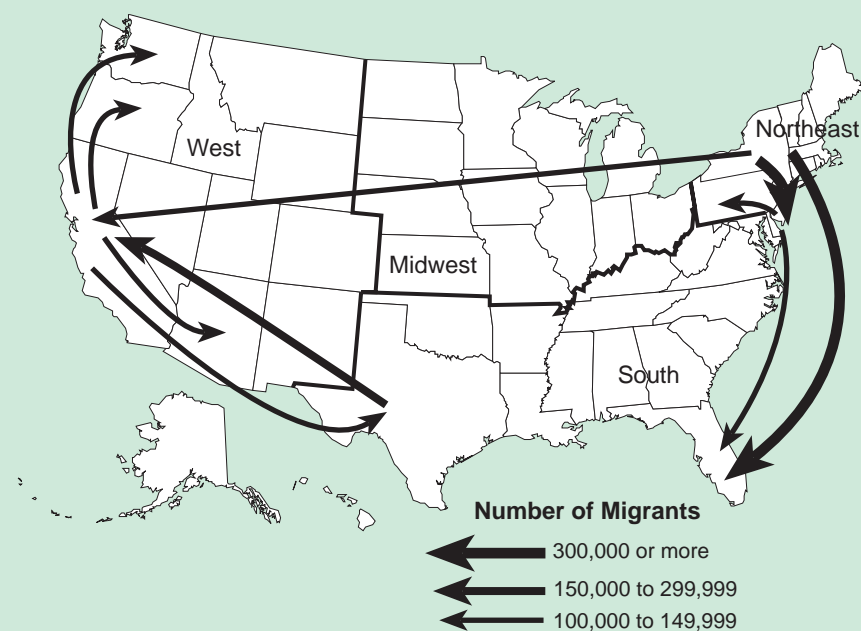 Northeast
West
Midwest
South
Number of Migrants
300,000 or more
150,000 to 299,999
100,000 to 149,999